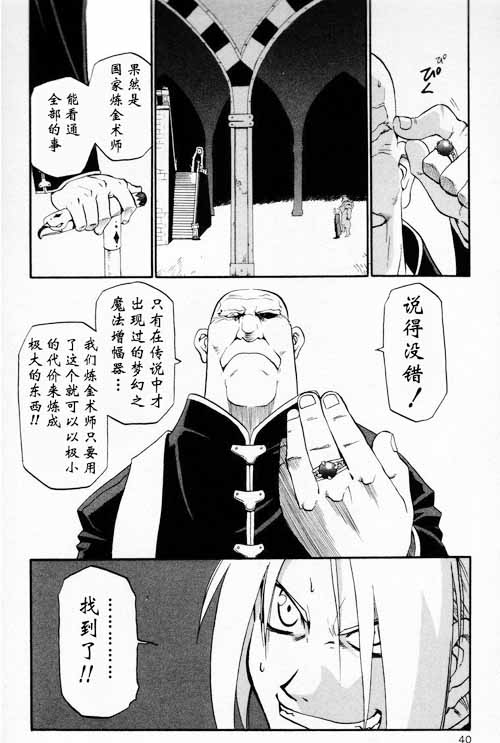 ぴく
果然是
国家炼金术师
能看通
全部的事
说得没错！
只有在传说中才
出现过的梦幻之
魔法增幅器…
我们炼金术师只要用
了这个就可以以极小
的代价来炼成
极大的东西!!
…………
找到了!!
40